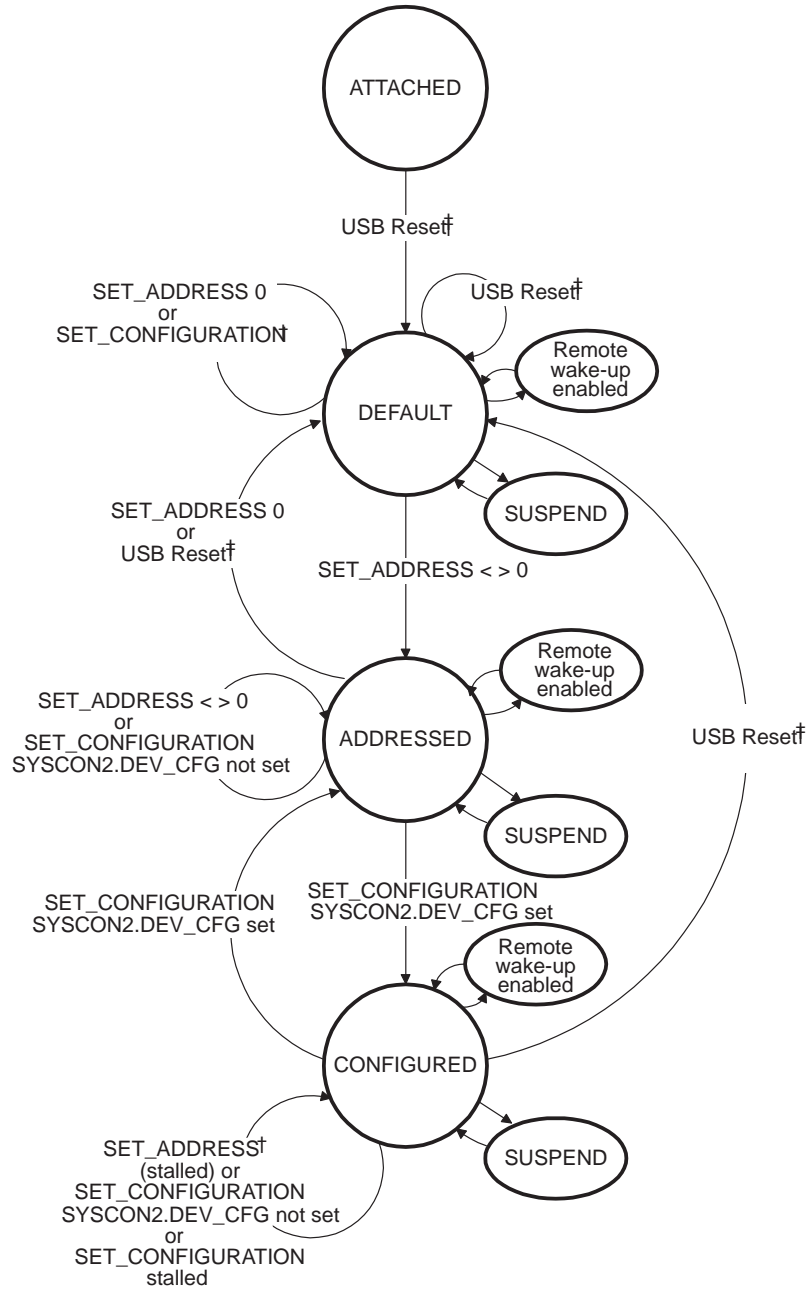 ATTACHED
USB Reset‡
SET_ADDRESS 0
or
SET_CONFIGURATION†
USB Reset‡
Remote
wake-up
enabled
DEFAULT
SET_ADDRESS 0
or
USB Reset‡
SUSPEND
SET_ADDRESS < > 0
Remote
wake-up
enabled
SET_ADDRESS < > 0
or
SET_CONFIGURATION
SYSCON2.DEV_CFG not set
ADDRESSED
USB Reset‡
SUSPEND
SET_CONFIGURATION
SYSCON2.DEV_CFG set
SET_CONFIGURATION
SYSCON2.DEV_CFG set
Remote
wake-up
enabled
CONFIGURED
SET_ADDRESS†
(stalled) or
SET_CONFIGURATION
SYSCON2.DEV_CFG not set
or
SET_CONFIGURATION
stalled
SUSPEND